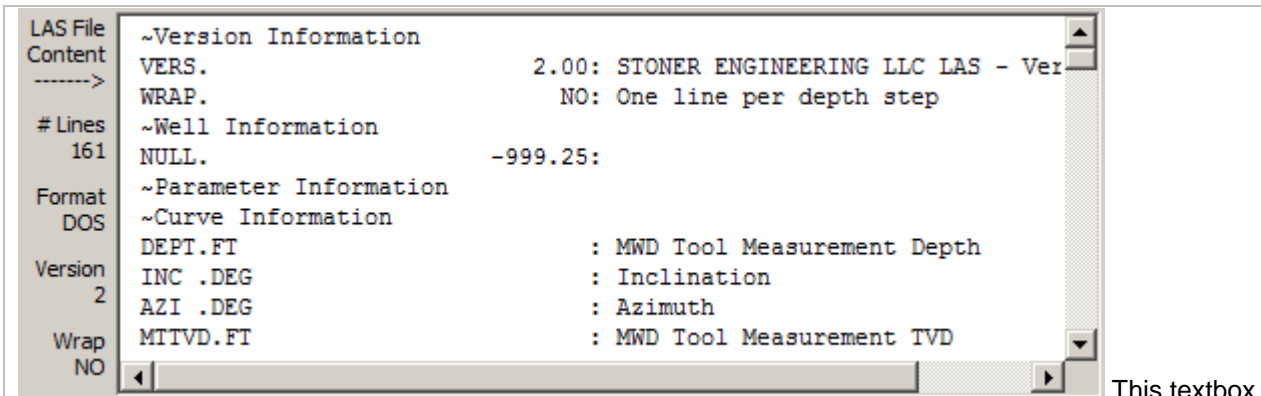 LAS File
Content
------->
# Lines
161
Format
DOS
Version
2
Wrap
NO
~Version Information
VERS.                          2.00: STONER ENGINEERING LLC LAS - Ver
WRAP.                            NO: One line per depth step
~Well Information
NULL.                       -999.25:
~Parameter Information
~Curve Information
DEPT.FT                            : MWD Tool Measurement Depth
INC .DEG                           : Inclination
AZI .DEG                           : Azimuth
MTTVD.FT                           : MWD Tool Measurement TVD
This textbox